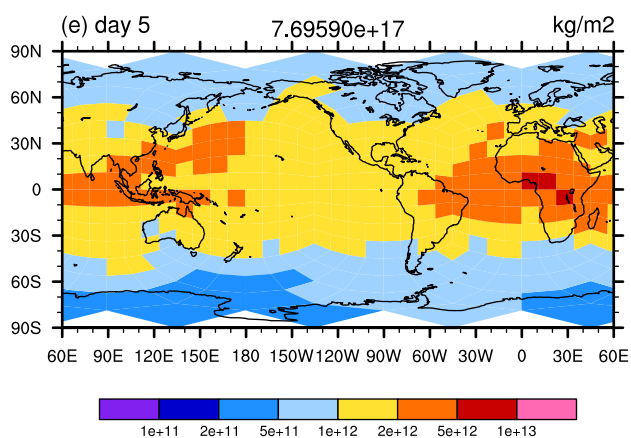 (e) day 5 7.69590e+17 kg/m2
90N
60N
30N
0
30S
60S
90S
60E 90E 120E 150E 180 150W 120W 90W 60W 30W 0 30E 60E
1e+11 2e+11 5e+11 1e+12 2e+12 5e+12 1e+13